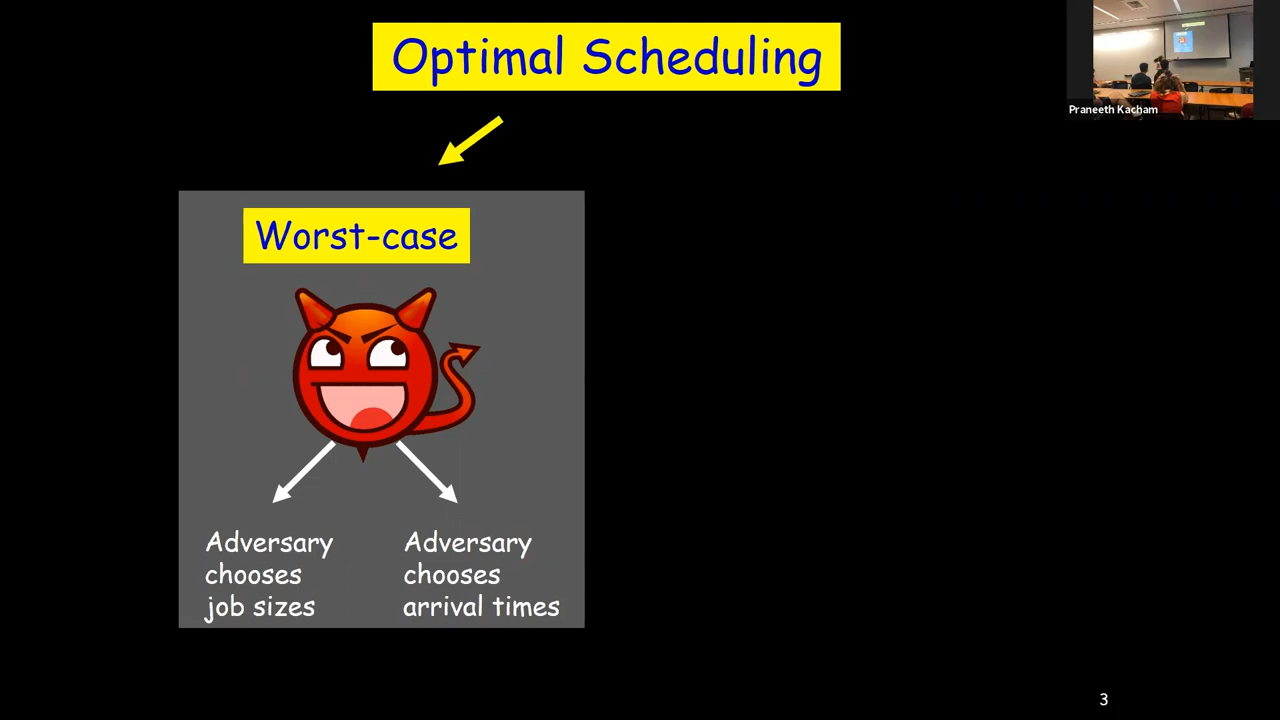 Optimal Scheduling
Praneeth Kacham
Worst-case
Adversary
chooses
job sizes
Adversary
chooses
arrival times
3